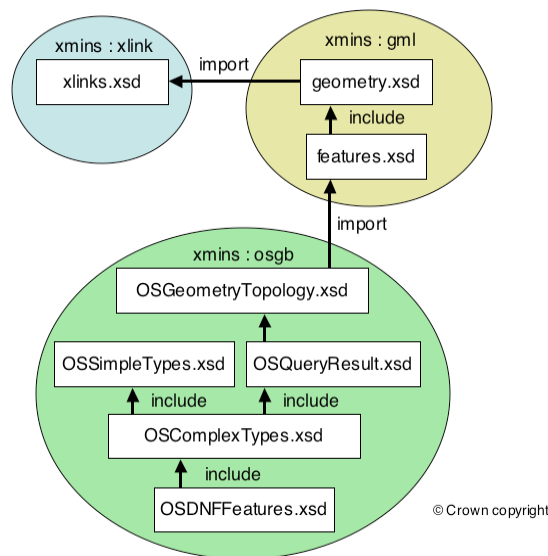 xmins : xlink
xlinks.xsd
import
xmins : gml
geometry.xsd
include
features.xsd
import
xmins : osgb
OSGeometryTopology.xsd
OSSimpleTypes.xsd
OSQueryResult.xsd
include
include
OSComplexTypes.xsd
include
OSDNFFeatures.xsd
© Crown copyright